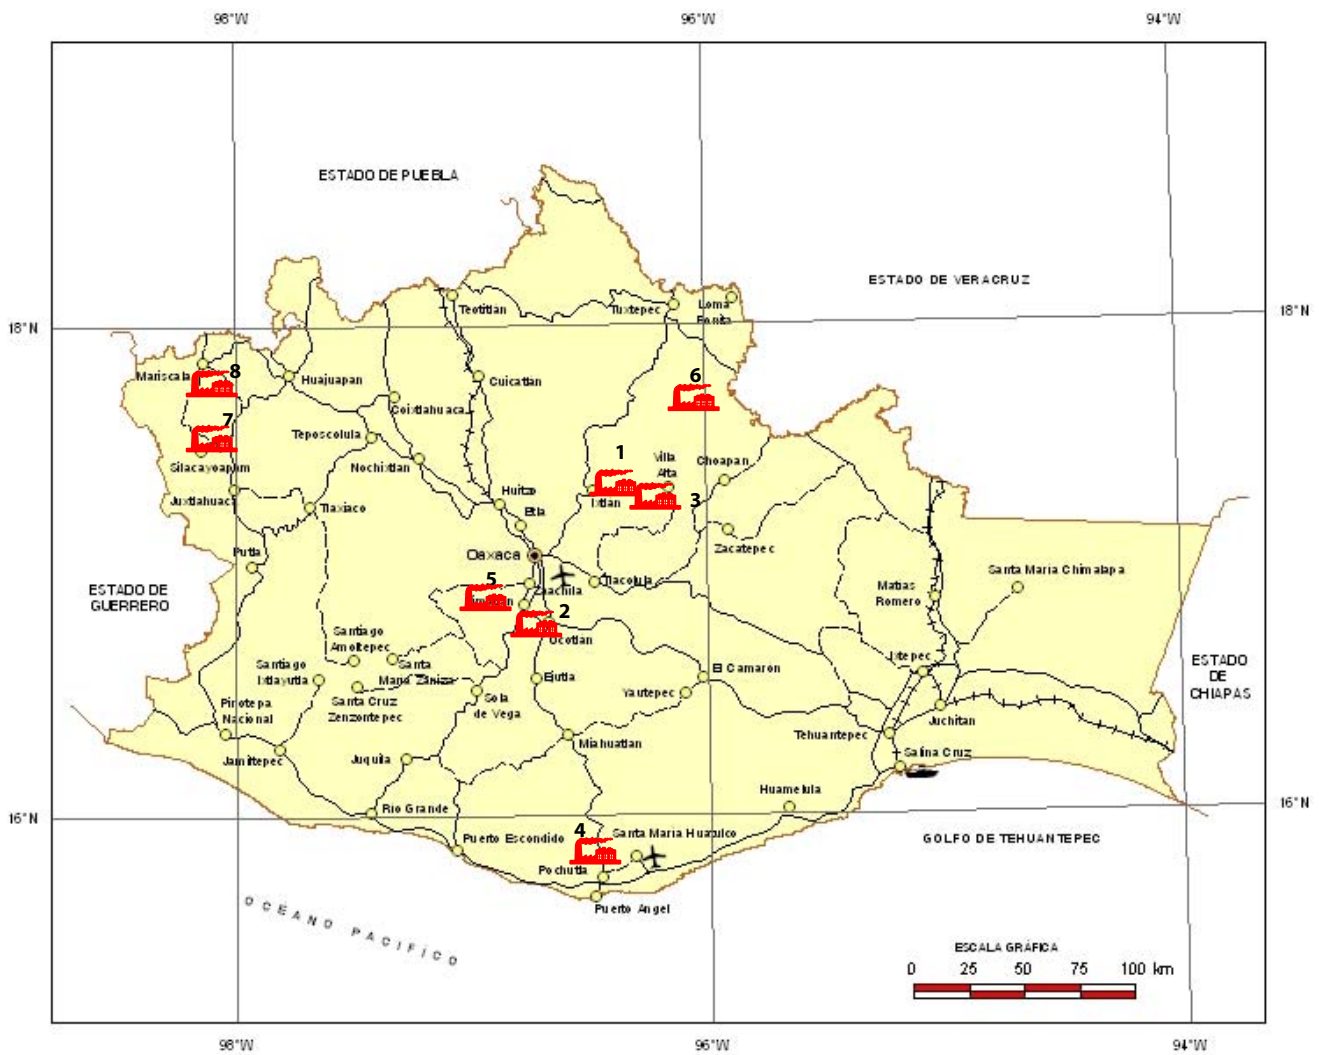 98°W
96°W
94°W
ESTADO DE PUEBLA
ESTADO DE VERACRUZ
Teotitlan
Tuxtepec
Loma
Bonita
18°N
18°N
Mariscala
8
Huajuapan
Cuicatlan
6
Coixtlahuaca
7
Teposcolula
Nochixtlan
Silacayoapam
1
Villa
Alta
Choapan
Juxtlahuaca
Huitzo
Ixtlan
3
Tlaxiaco
Etla
Putla
Oaxaca
Zacatepec
Tlacolula
Santa Maria Chimalapa
ESTADO DE
GUERRERO
5
Zaachila
Matias
Romero
2
Ocotlan
Santiago
Amoltepec
Santiago
Ixtlayutla
Santa
Maria Zaniza
Ejutla
El Camaron
Ixtepec
ESTADO
DE
CHIAPAS
Pinotepa
Nacional
Santa Cruz
Zenzontepec
Sola
de Vega
Yautepec
Juchitan
Tehuantepec
Miahuatlan
Jamiltepec
Juquila
Salina Cruz
Huamelula
Rio Grande
16°N
16°N
4
Puerto Escondido
Santa Maria Huatulco
GOLFO DE TEHUANTEPEC
Pochutla
Puerto Angel
OCEANO PACIFICO
ESCALA GRÁFICA
0 25 50 75 100 km
98°W
96°W
94°W